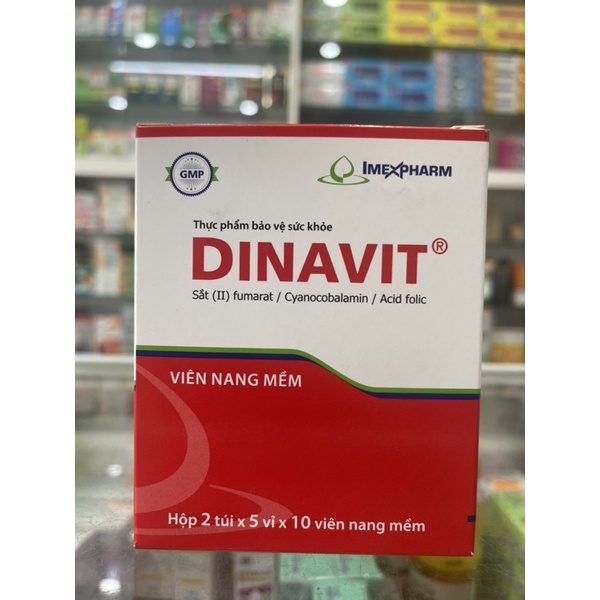 GMP
IMEXPHARM
Thực phẩm bảo vệ sức khỏe
DINAVIT®
Sắt (II) fumarat / Cyanocobalamin / Acid folic
VIÊN NANG MỀM
Hộp 2 túi x 5 vỉ x 10 viên nang mềm